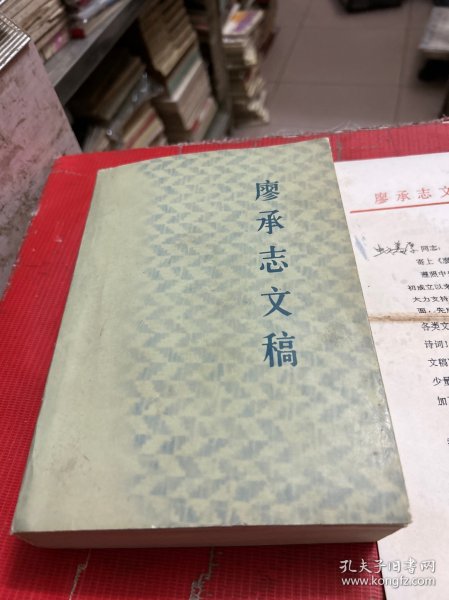 廖承志文稿
廖承志文
同志:
寄上《
遵照中
初成立以来
大力支持
面,先
各类文
诗词
文稿
少量
加
孔夫子旧书网
www.kongfz.com